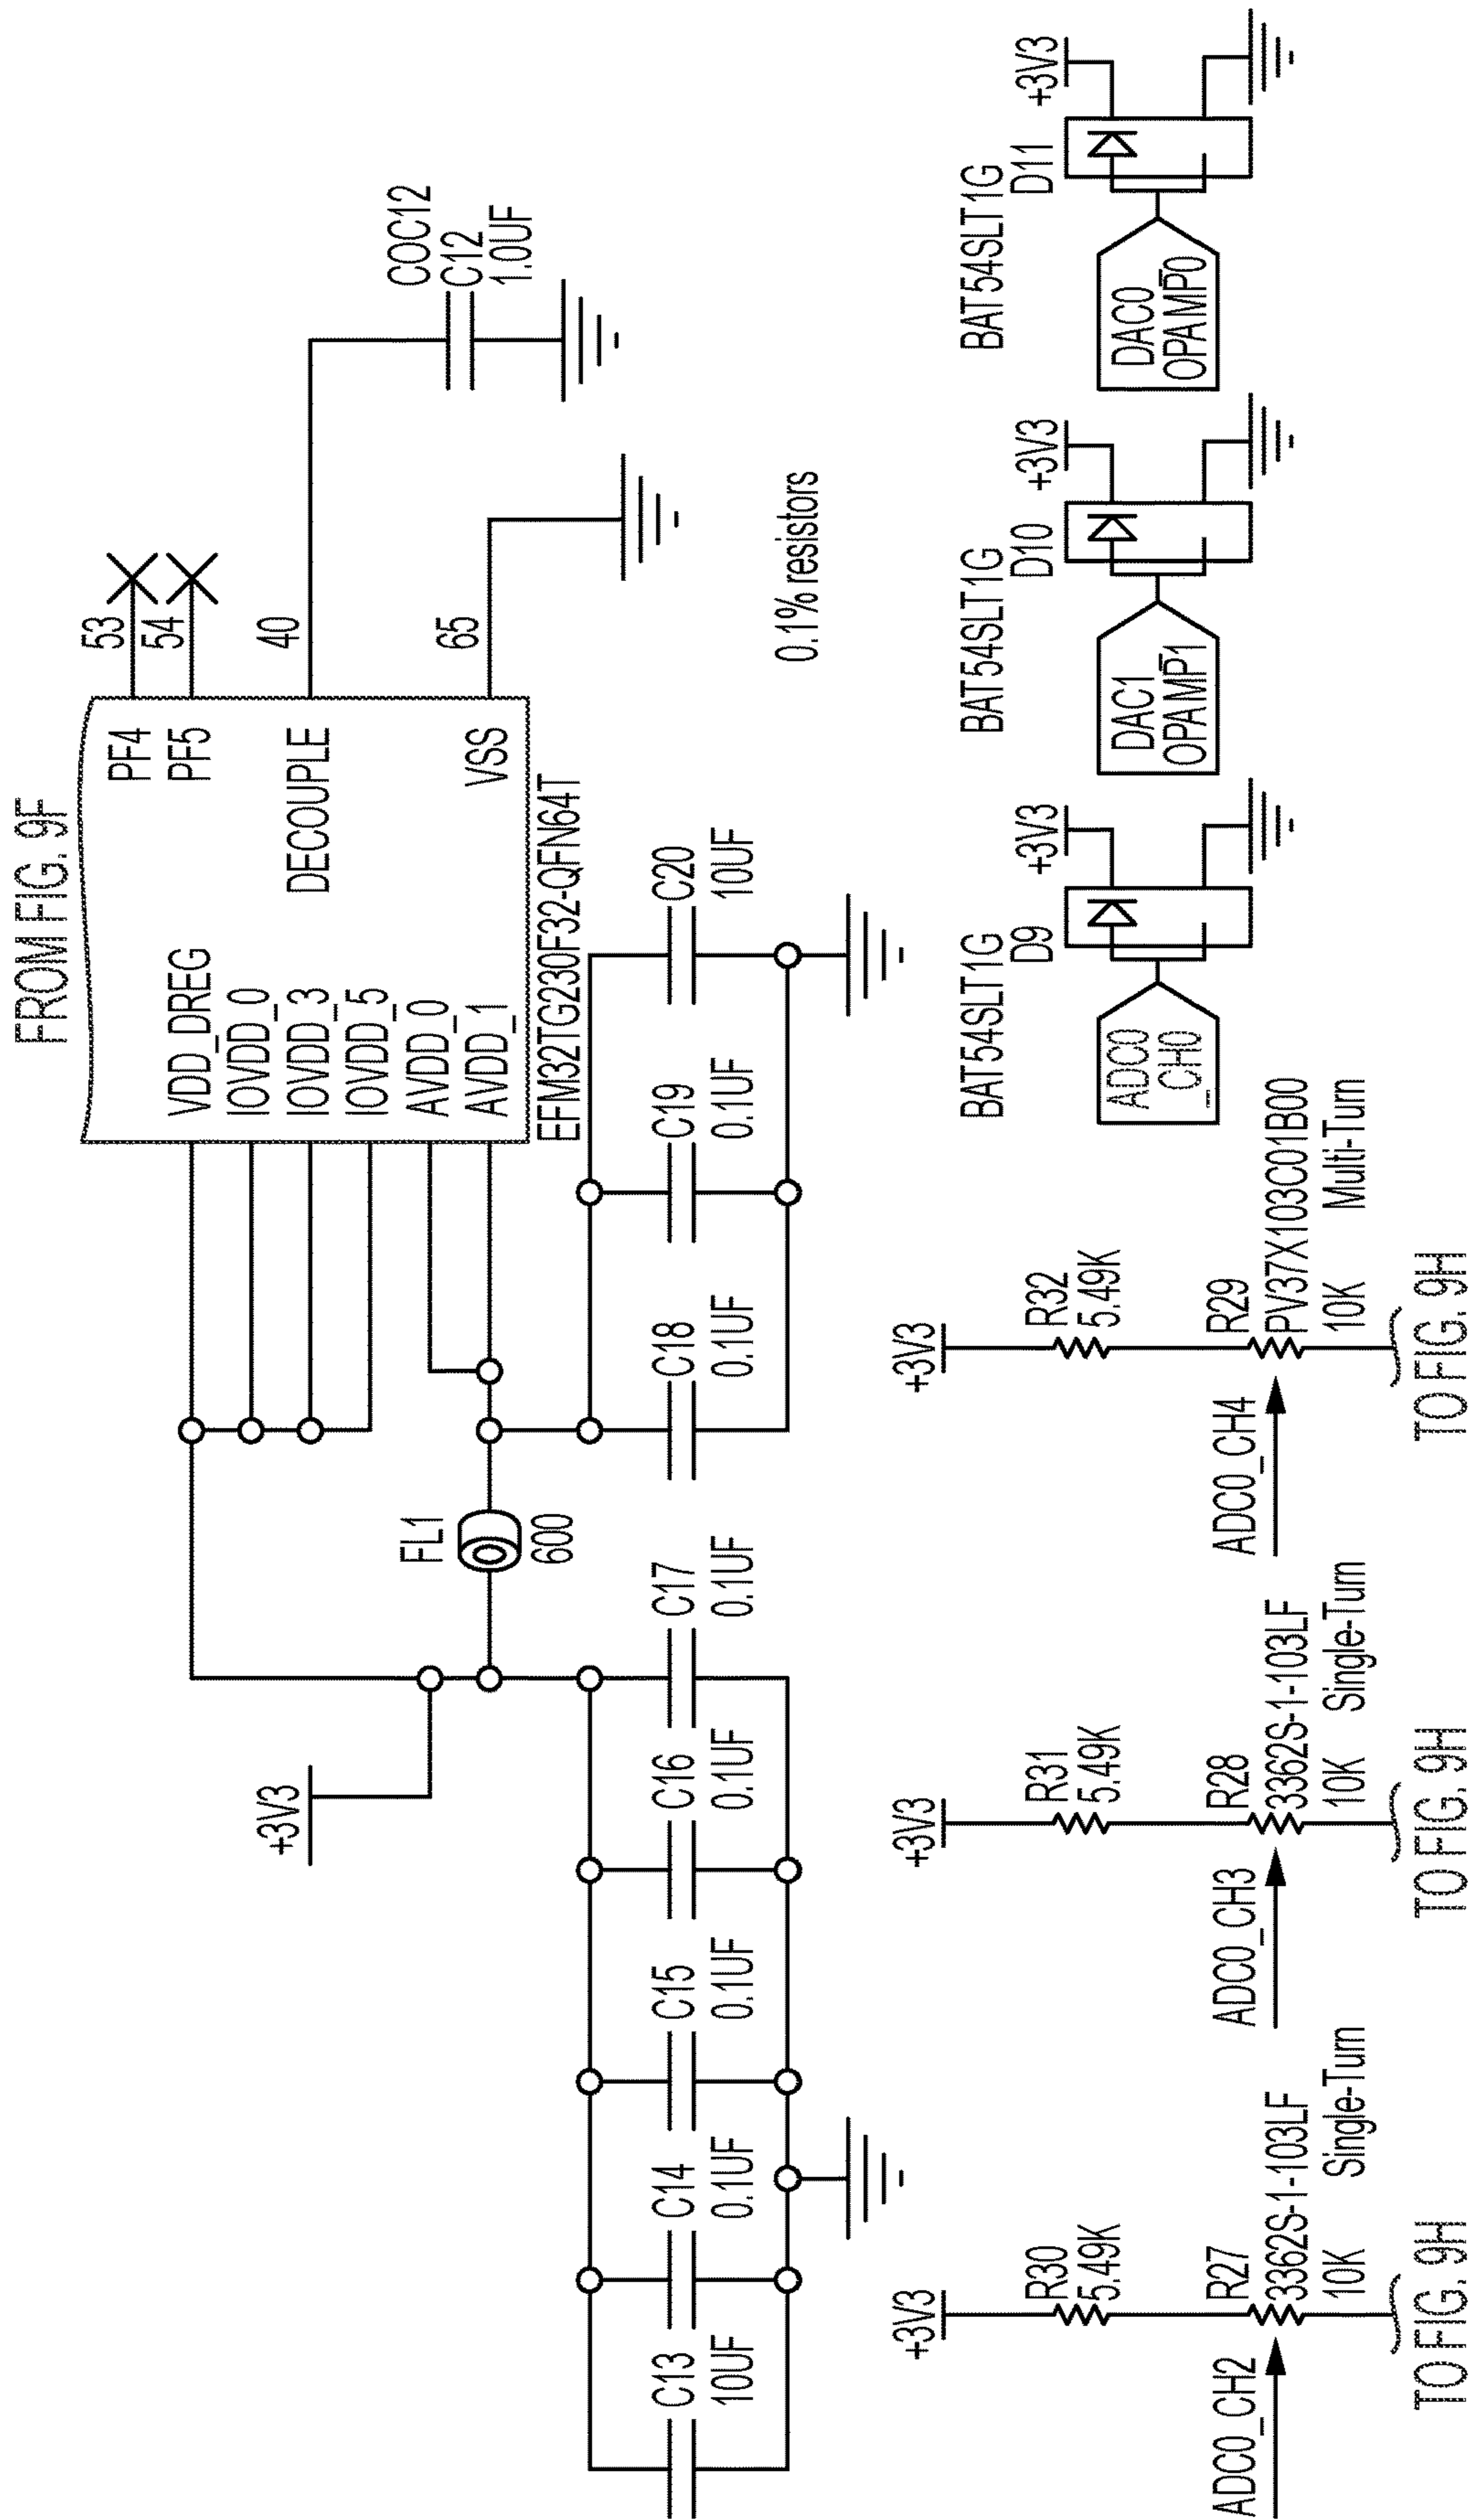 FROM FIG. 9F
VDD_DREG
IOVDD_0
IOVDD_3
IOVDD_5
AVDD_0
AVDD_1
PF4
PF5
DECOUPLE
VSS
53
54
40
65
EFM32TG230F32-QFN64T
COC12
C12
1.0UF
+3V3
FL1
600
C13
10UF
C14
0.1UF
C15
0.1UF
C16
0.1UF
C17
0.1UF
C18
0.1UF
C19
0.1UF
C20
10UF
0.1% resistors
+3V3
R30
5.49K
ADC0_CH2
R27
3362S-1-103LF
10K
Single-Turn
TO FIG. 9H
+3V3
R31
5.49K
ADC0_CH3
R28
3362S-1-103LF
10K
Single-Turn
TO FIG. 9H
+3V3
R32
5.49K
ADC0_CH4
R29
PV37X103C01B00
10K
Multi-Turn
TO FIG. 9H
BAT54SLT1G
D9
+3V3
ADC0
_CH0
BAT54SLT1G
D10
+3V3
DAC1
OPAMP_1
BAT54SLT1G
D11
+3V3
DAC0
OPAMP_0